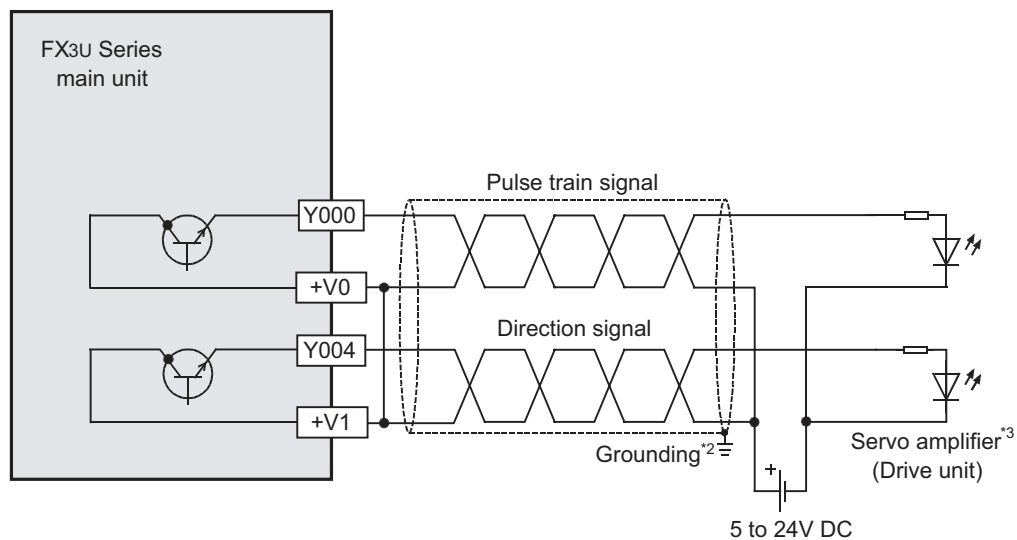 FX3U Series
main unit
Pulse train signal
Y000
+V0
Direction signal
Y004
+V1
Grounding*2
Servo amplifier*3
(Drive unit)
+
5 to 24V DC